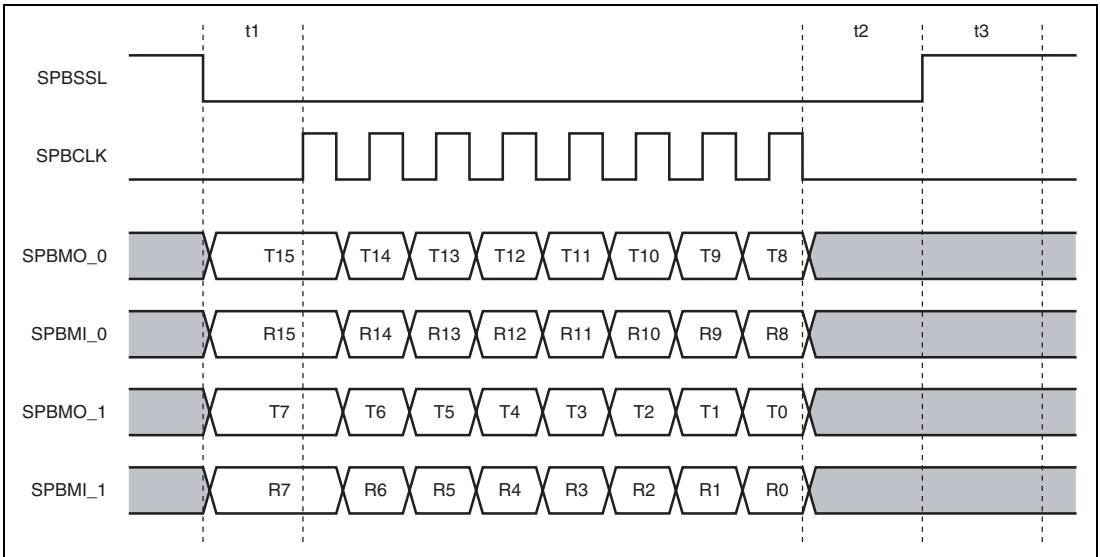 t1 t2 t3
SPBSSL
SPBCLK
SPBMO_0 T15 T14 T13 T12 T11 T10 T9 T8
SPBMI_0 R15 R14 R13 R12 R11 R10 R9 R8
SPBMO_1 T7 T6 T5 T4 T3 T2 T1 T0
SPBMI_1 R7 R6 R5 R4 R3 R2 R1 R0